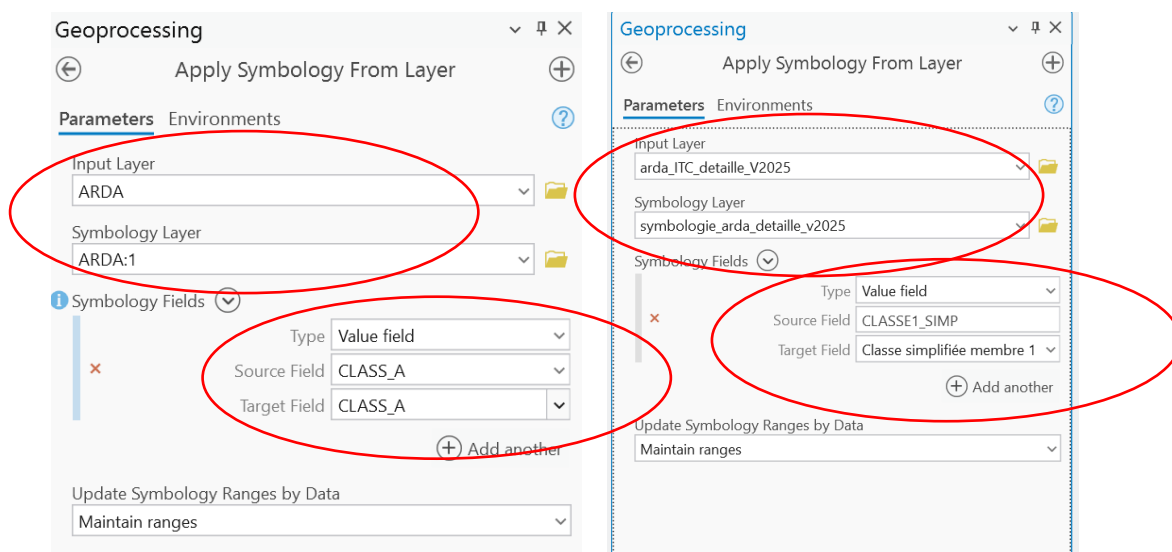 Geoprocessing
Apply Symbology From Layer
Parameters Environments
?
Input Layer
ARDA
Symbology Layer
ARDA:1
i Symbology Fields
Type Value field
Source Field CLASS_A
Target Field CLASS_A
Add another
Update Symbology Ranges by Data
Maintain ranges
Geoprocessing
Apply Symbology From Layer
Parameters Environments
?
Input Layer
arda_ITC_detaille_V2025
Symbology Layer
symbologie_arda_detaille_v2025
Symbology Fields
Type Value field
Source Field CLASSE1_SIMP
Target Field Classe simplifiée membre 1
Add another
Update Symbology Ranges by Data
Maintain ranges